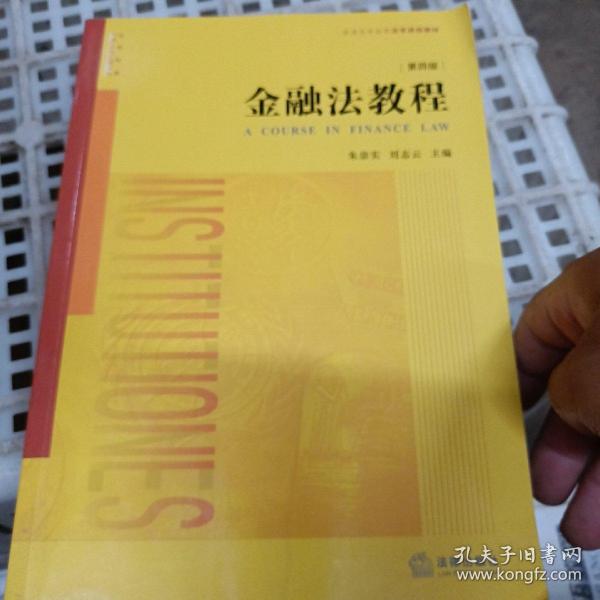 [第四版]
金融法教程
A COURSE IN FINANCE LAW
朱崇实 刘志云 主编
INSTITUTIONES
孔夫子旧书网
www.kongfz.com